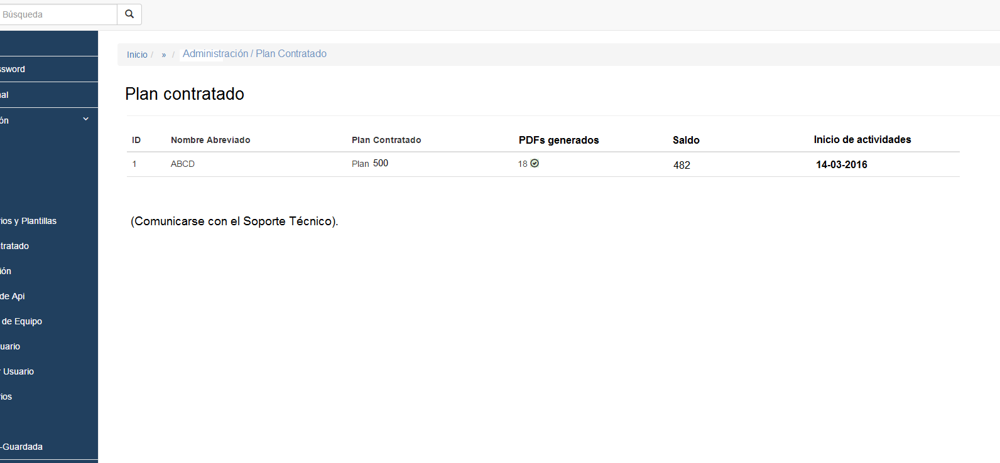 Búsqueda
Inicio / » / Administración / Plan Contratado
Plan contratado
ID Nombre Abreviado Plan Contratado PDFs generados Saldo Inicio de actividades
1 ABCD Plan 500 18 482 14-03-2016
(Comunicarse con el Soporte Técnico).
ssword
al
ón
ios y Plantillas
tratado
ión
de Api
de Equipo
uario
Usuario
ios
-Guardada